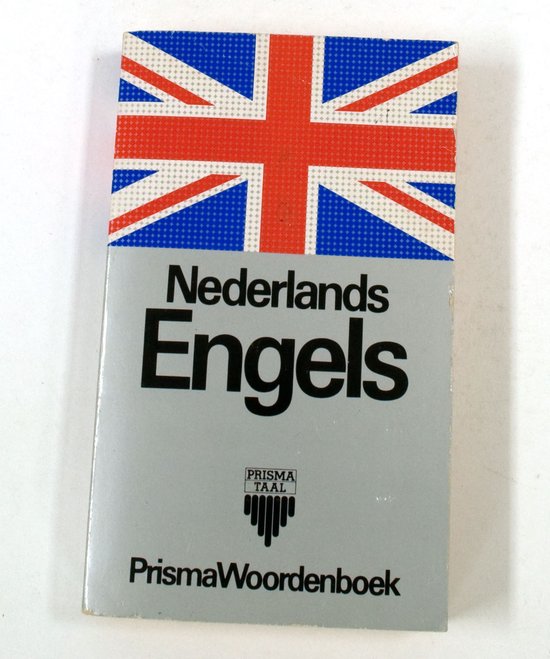 Nederlands
Engels
PRISMA
TAAL
PrismaWoordenboek